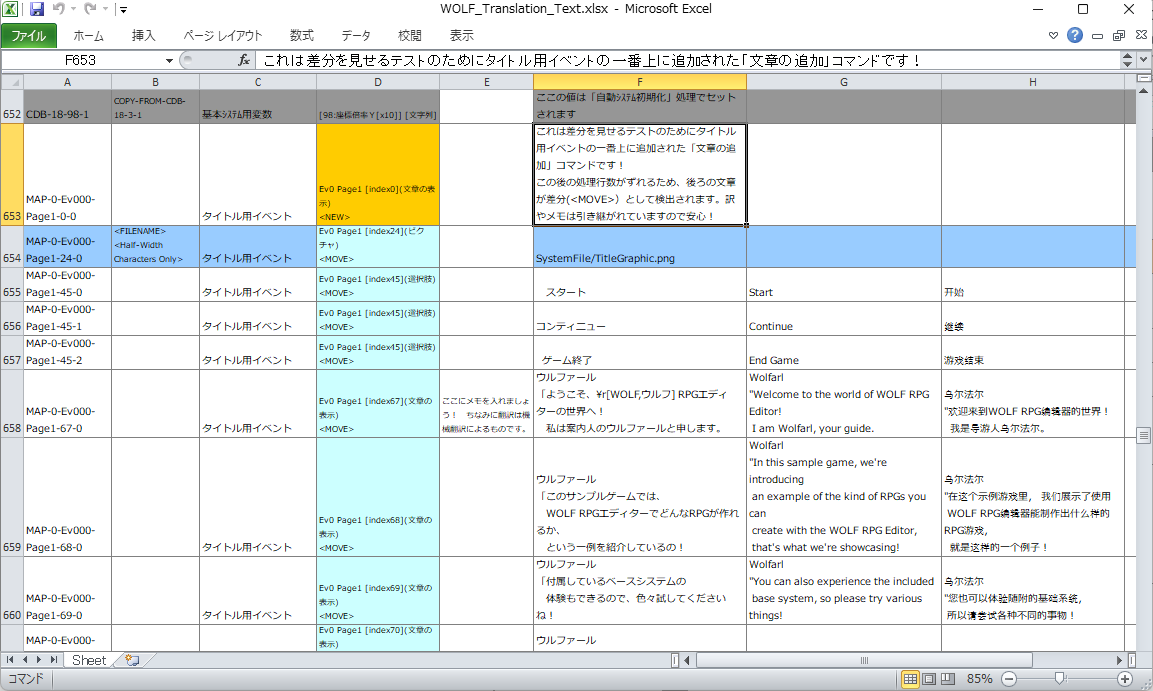 WOLF_Translation_Text.xlsx - Microsoft Excel
ファイル ホーム 挿入 ページ レイアウト 数式 データ 校閲 表示
F653 fx これは差分を見せるテストのためにタイトル用イベントの一番上に追加された「文章の追加」コマンドです！
A B C D E F G H
652 CDB-18-98-1
COPY-FROM-CDB-
18-3-1
基本ｼｽﾃﾑ用変数
[98:座標倍率Ｙ[x10]] [文字列]
ここの値は「自動ｼｽﾃﾑ初期化」処理でセット
されます
653
MAP-0-Ev000-
Page1-0-0
タイトル用イベント
Ev0 Page1 [index0](文章の表
示)
<NEW>
これは差分を見せるテストのためにタイトル
用イベントの一番上に追加された「文章の追
加」コマンドです！
この後の処理行数がずれるため、後ろの文章
が差分(<MOVE>）として検出されます。訳
やメモは引き継がれていますので安心！
654
MAP-0-Ev000-
Page1-24-0
<FILENAME>
<Half-Width
Characters Only>
タイトル用イベント
Ev0 Page1 [index24](ピク
チャ)
<MOVE>
SystemFile/TitleGraphic.png
655
MAP-0-Ev000-
Page1-45-0
タイトル用イベント
Ev0 Page1 [index45](選択肢)
<MOVE>
スタート
Start
开始
656
MAP-0-Ev000-
Page1-45-1
タイトル用イベント
Ev0 Page1 [index45](選択肢)
<MOVE>
コンティニュー
Continue
继续
657
MAP-0-Ev000-
Page1-45-2
タイトル用イベント
Ev0 Page1 [index45](選択肢)
<MOVE>
ゲーム終了
End Game
游戏结束
658
MAP-0-Ev000-
Page1-67-0
タイトル用イベント
Ev0 Page1 [index67](文章の
表示)
<MOVE>
ここにメモを入れましょ
う！　ちなみに翻訳は機
械翻訳によるものです。
ウルファール
「ようこそ、¥r[WOLF,ウルフ] RPGエディ
ターの世界へ！
私は案内人のウルファールと申します。
Wolfarl
"Welcome to the world of WOLF RPG
Editor!
I am Wolfarl, your guide.
乌尔法尔
"欢迎来到WOLF RPG编辑器的世界！
我是导游人乌尔法尔。
659
MAP-0-Ev000-
Page1-68-0
タイトル用イベント
Ev0 Page1 [index68](文章の
表示)
<MOVE>
ウルファール
「このサンプルゲームでは、
WOLF RPGエディターでどんなRPGが作れ
るか、
という一例を紹介しているの！
Wolfarl
"In this sample game, we're
introducing
an example of the kind of RPGs you
can
create with the WOLF RPG Editor,
that's what we're showcasing!
乌尔法尔
"在这个示例游戏里， 我们展示了使用
WOLF RPG编辑器能制作出什么样的
RPG游戏,
就是这样的一个例子！
660
MAP-0-Ev000-
Page1-69-0
タイトル用イベント
Ev0 Page1 [index69](文章の
表示)
<MOVE>
ウルファール
「付属しているベースシステムの
体験もできるので、色々試してください
ね！
Wolfarl
"You can also experience the included
base system, so please try various
things!
乌尔法尔
"您也可以体验随附的基础系统,
所以请尝试各种不同的事物！
MAP-0-Ev000-
Ev0 Page1 [index70](文章の
表示)
ウルファール
Sheet
コマンド 85%